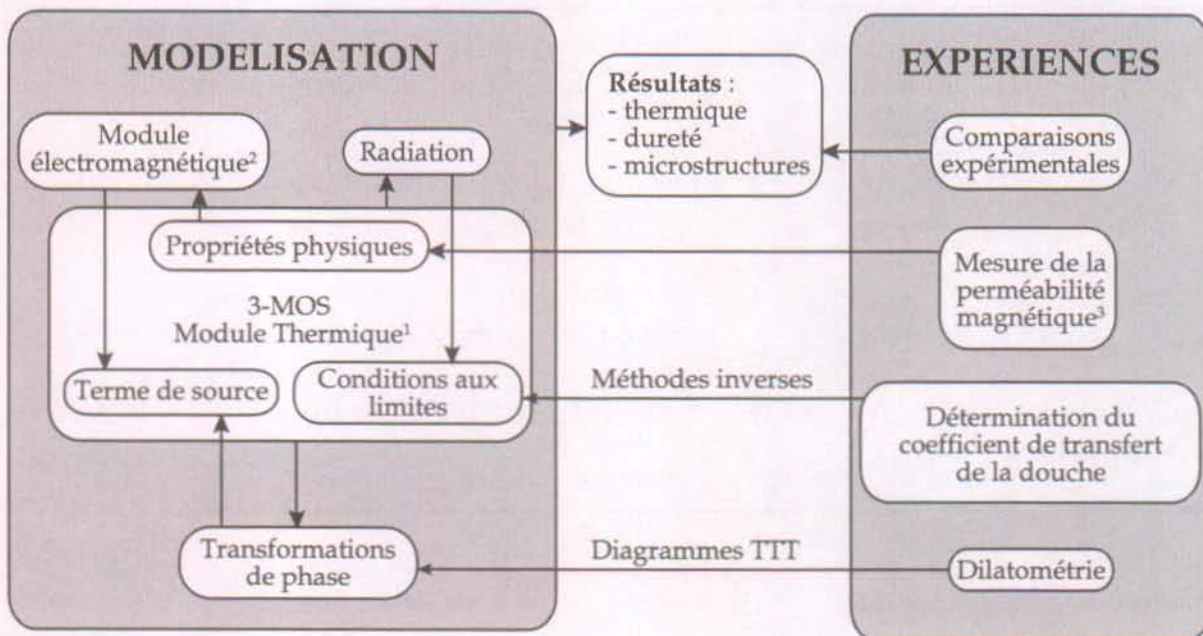 MODELISATION
Module
électromagnétique²
Radiation
Propriétés physiques
3-MOS
Module Thermique¹
Terme de source
Conditions aux
limites
Transformations
de phase
Résultats :
- thermique
- dureté
- microstructures
Méthodes inverses
Diagrammes TTT
EXPERIENCES
Comparaisons
expérimentales
Mesure de la
perméabilité
magnétique³
Détermination du
coefficient de transfert
de la douche
Dilatométrie